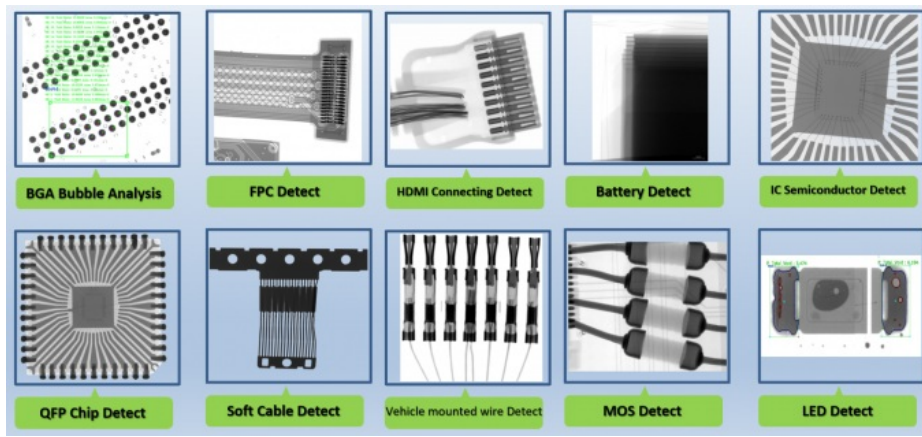 BGA Bubble Analysis
FPC Detect
HDMI Connecting Detect
Battery Detect
IC Semiconductor Detect
QFP Chip Detect
Soft Cable Detect
Vehicle mounted wire Detect
MOS Detect
LED Detect